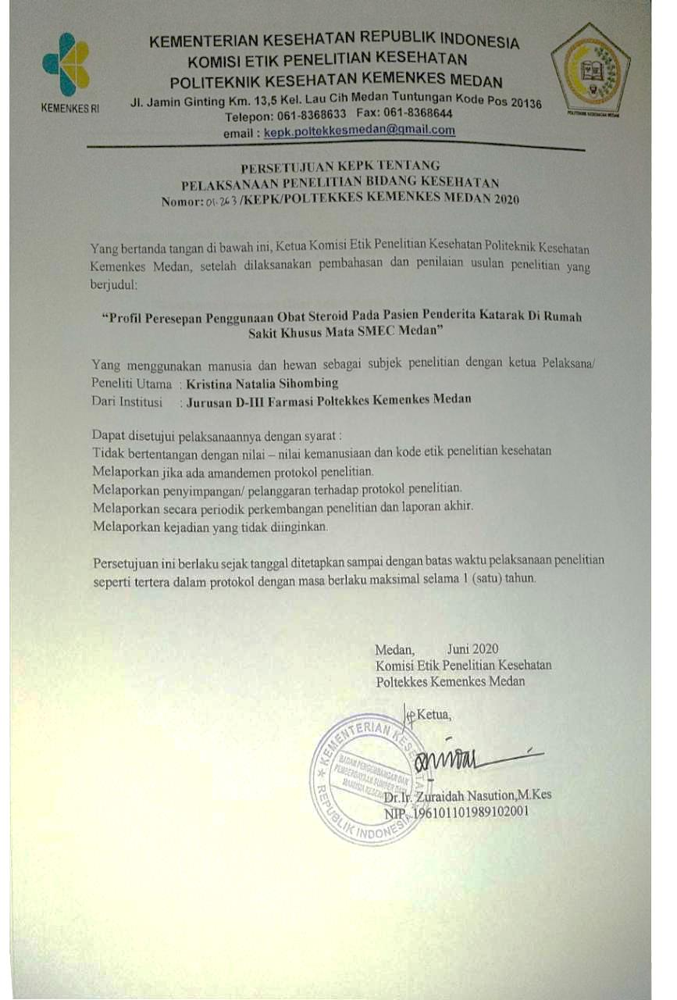 KEMENTERIAN KESEHATAN REPUBLIK INDONESIA
KOMISI ETIK PENELITIAN KESEHATAN
POLITEKNIK KESEHATAN KEMENKES MEDAN
Jl. Jamin Ginting Km. 13,5 Kel. Lau Cih Medan Tuntungan Kode Pos 20136
Telepon: 061-8368633 Fax: 061-8368644
email : kepk.poltekkesmedan@gmail.com
KEMENKES RI
POLITEKNIK KESEHATAN MEDAN
PERSETUJUAN KEPK TENTANG
PELAKSANAAN PENELITIAN BIDANG KESEHATAN
Nomor: 01.263/KEPK/POLTEKKES KEMENKES MEDAN 2020
Yang bertanda tangan di bawah ini, Ketua Komisi Etik Penelitian Kesehatan Politeknik Kesehatan
Kemenkes Medan, setelah dilaksanakan pembahasan dan penilaian usulan penelitian yang
berjudul:
“Profil Peresepan Penggunaan Obat Steroid Pada Pasien Penderita Katarak Di Rumah
Sakit Khusus Mata SMEC Medan”
Yang menggunakan manusia dan hewan sebagai subjek penelitian dengan ketua Pelaksana/
Peneliti Utama : Kristina Natalia Sihombing
Dari Institusi : Jurusan D-III Farmasi Poltekkes Kemenkes Medan
Dapat disetujui pelaksanaannya dengan syarat :
Tidak bertentangan dengan nilai – nilai kemanusiaan dan kode etik penelitian kesehatan
Melaporkan jika ada amandemen protokol penelitian.
Melaporkan penyimpangan/ pelanggaran terhadap protokol penelitian.
Melaporkan secara periodik perkembangan penelitian dan laporan akhir.
Melaporkan kejadian yang tidak diinginkan.
Persetujuan ini berlaku sejak tanggal ditetapkan sampai dengan batas waktu pelaksanaan penelitian
seperti tertera dalam protokol dengan masa berlaku maksimal selama 1 (satu) tahun.
Medan, Juni 2020
Komisi Etik Penelitian Kesehatan
Poltekkes Kemenkes Medan
Ketua,
KEMENTERIAN KESEHATAN
REPUBLIK INDONESIA
BADAN PENGEMBANGAN DAN
PEMBERDAYAAN SUMBER DAYA
MANUSIA
Dr.Ir. Zuraidah Nasution,M.Kes
NIP. 196101101989102001